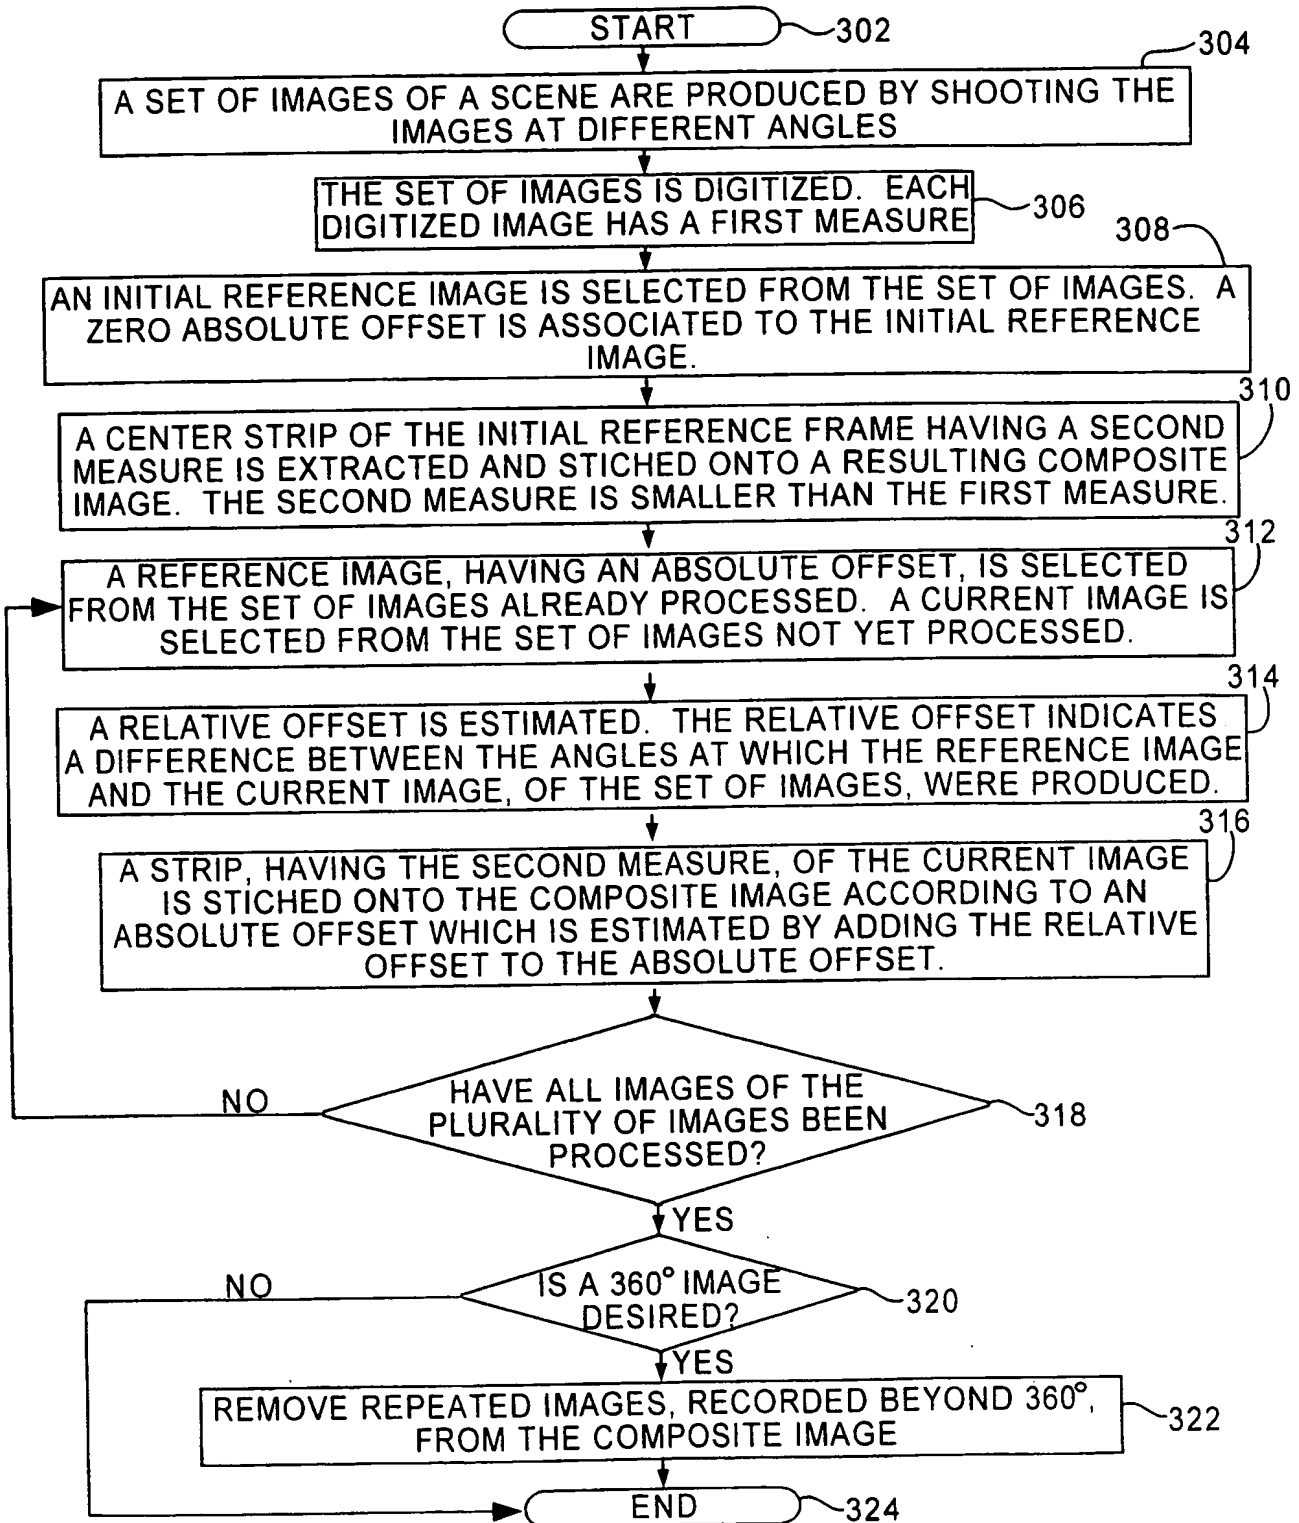 START
302
304
A SET OF IMAGES OF A SCENE ARE PRODUCED BY SHOOTING THE
IMAGES AT DIFFERENT ANGLES
THE SET OF IMAGES IS DIGITIZED. EACH
DIGITIZED IMAGE HAS A FIRST MEASURE
306
308
AN INITIAL REFERENCE IMAGE IS SELECTED FROM THE SET OF IMAGES. A
ZERO ABSOLUTE OFFSET IS ASSOCIATED TO THE INITIAL REFERENCE
IMAGE.
310
A CENTER STRIP OF THE INITIAL REFERENCE FRAME HAVING A SECOND
MEASURE IS EXTRACTED AND STICHED ONTO A RESULTING COMPOSITE
IMAGE. THE SECOND MEASURE IS SMALLER THAN THE FIRST MEASURE.
312
A REFERENCE IMAGE, HAVING AN ABSOLUTE OFFSET, IS SELECTED
FROM THE SET OF IMAGES ALREADY PROCESSED. A CURRENT IMAGE IS
SELECTED FROM THE SET OF IMAGES NOT YET PROCESSED.
314
A RELATIVE OFFSET IS ESTIMATED. THE RELATIVE OFFSET INDICATES
A DIFFERENCE BETWEEN THE ANGLES AT WHICH THE REFERENCE IMAGE
AND THE CURRENT IMAGE, OF THE SET OF IMAGES, WERE PRODUCED.
316
A STRIP, HAVING THE SECOND MEASURE, OF THE CURRENT IMAGE
IS STICHED ONTO THE COMPOSITE IMAGE ACCORDING TO AN
ABSOLUTE OFFSET WHICH IS ESTIMATED BY ADDING THE RELATIVE
OFFSET TO THE ABSOLUTE OFFSET.
NO
HAVE ALL IMAGES OF THE
PLURALITY OF IMAGES BEEN
PROCESSED?
318
YES
NO
IS A 360° IMAGE
DESIRED?
320
YES
REMOVE REPEATED IMAGES, RECORDED BEYOND 360°,
FROM THE COMPOSITE IMAGE
322
END
324